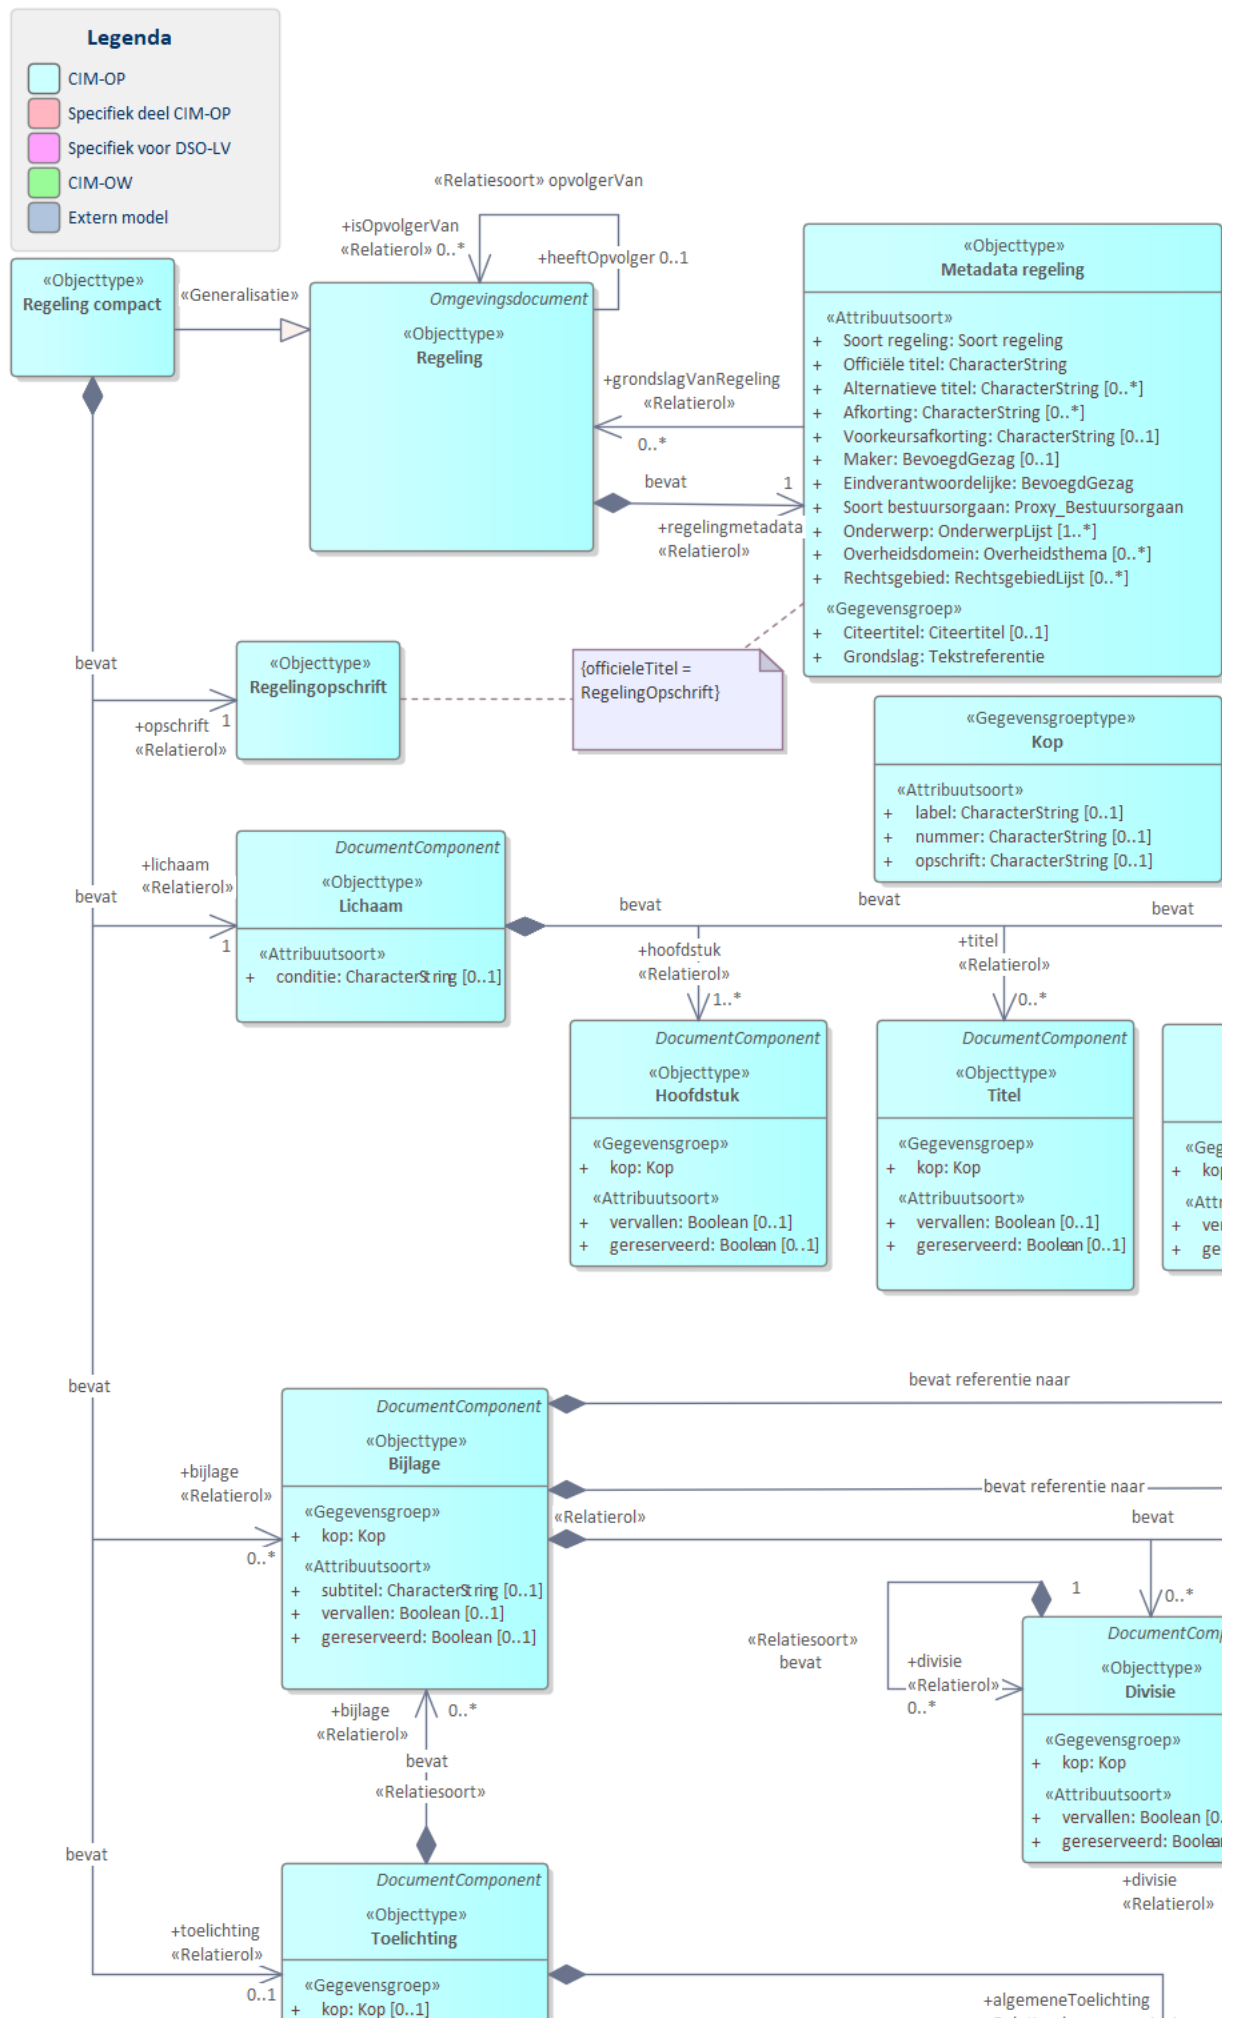 Legenda
CIM-OP
Specifiek deel CIM-OP
Specifiek voor DSO-LV
CIM-OW
Extern model
«Relatiesoort» opvolgerVan
+isOpvolgerVan
«Relatierol» 0..*
+heeftOpvolger 0..1
«Objecttype»
Regeling compact
«Generalisatie»
Omgevingsdocument
«Objecttype»
Regeling
+grondslagVanRegeling
«Relatierol»
0..*
bevat
1
+regelingmetadata
«Relatierol»
«Objecttype»
Metadata regeling
«Attribuutsoort»
+ Soort regeling: Soort regeling
+ Officiële titel: CharacterString
+ Alternatieve titel: CharacterString [0..*]
+ Afkorting: CharacterString [0..*]
+ Voorkeursafkorting: CharacterString [0..1]
+ Maker: BevoegdGezag [0..1]
+ Eindverantwoordelijke: BevoegdGezag
+ Soort bestuursorgaan: Proxy_Bestuursorgaan
+ Onderwerp: OnderwerpLijst [1..*]
+ Overheidsdomein: Overheidsthema [0..*]
+ Rechtsgebied: RechtsgebiedLijst [0..*]
«Gegevensgroep»
+ Citeertitel: Citeertitel [0..1]
+ Grondslag: Tekstreferentie
bevat
+opschrift
«Relatierol»
1
«Objecttype»
Regelingopschrift
{officieleTitel =
RegelingOpschrift}
«Gegevensgroeptype»
Kop
«Attribuutsoort»
+ label: CharacterString [0..1]
+ nummer: CharacterString [0..1]
+ opschrift: CharacterString [0..1]
+lichaam
«Relatierol»
bevat
1
DocumentComponent
«Objecttype»
Lichaam
«Attribuutsoort»
+ conditie: CharacterString [0..1]
bevat
bevat
bevat
+hoofdstuk
«Relatierol»
1..*
+titel
«Relatierol»
0..*
DocumentComponent
«Objecttype»
Hoofdstuk
«Gegevensgroep»
+ kop: Kop
«Attribuutsoort»
+ vervallen: Boolean [0..1]
+ gereserveerd: Boolean [0..1]
DocumentComponent
«Objecttype»
Titel
«Gegevensgroep»
+ kop: Kop
«Attribuutsoort»
+ vervallen: Boolean [0..1]
+ gereserveerd: Boolean [0..1]
«Geg
+ kop
«Attr
+ ver
+ ge
bevat
+bijlage
«Relatierol»
0..*
DocumentComponent
«Objecttype»
Bijlage
«Gegevensgroep»
+ kop: Kop
«Attribuutsoort»
+ subtitel: CharacterString [0..1]
+ vervallen: Boolean [0..1]
+ gereserveerd: Boolean [0..1]
bevat referentie naar
bevat referentie naar
«Relatierol»
bevat
0..*
1
«Relatiesoort»
bevat
+divisie
«Relatierol»
0..*
DocumentComp
«Objecttype»
Divisie
«Gegevensgroep»
+ kop: Kop
«Attribuutsoort»
+ vervallen: Boolean [0.
+ gereserveerd: Boolea
+divisie
«Relatierol»
+bijlage
«Relatierol»
0..*
bevat
«Relatiesoort»
bevat
+toelichting
«Relatierol»
0..1
DocumentComponent
«Objecttype»
Toelichting
«Gegevensgroep»
+ kop: Kop [0..1]
+algemeneToelichting